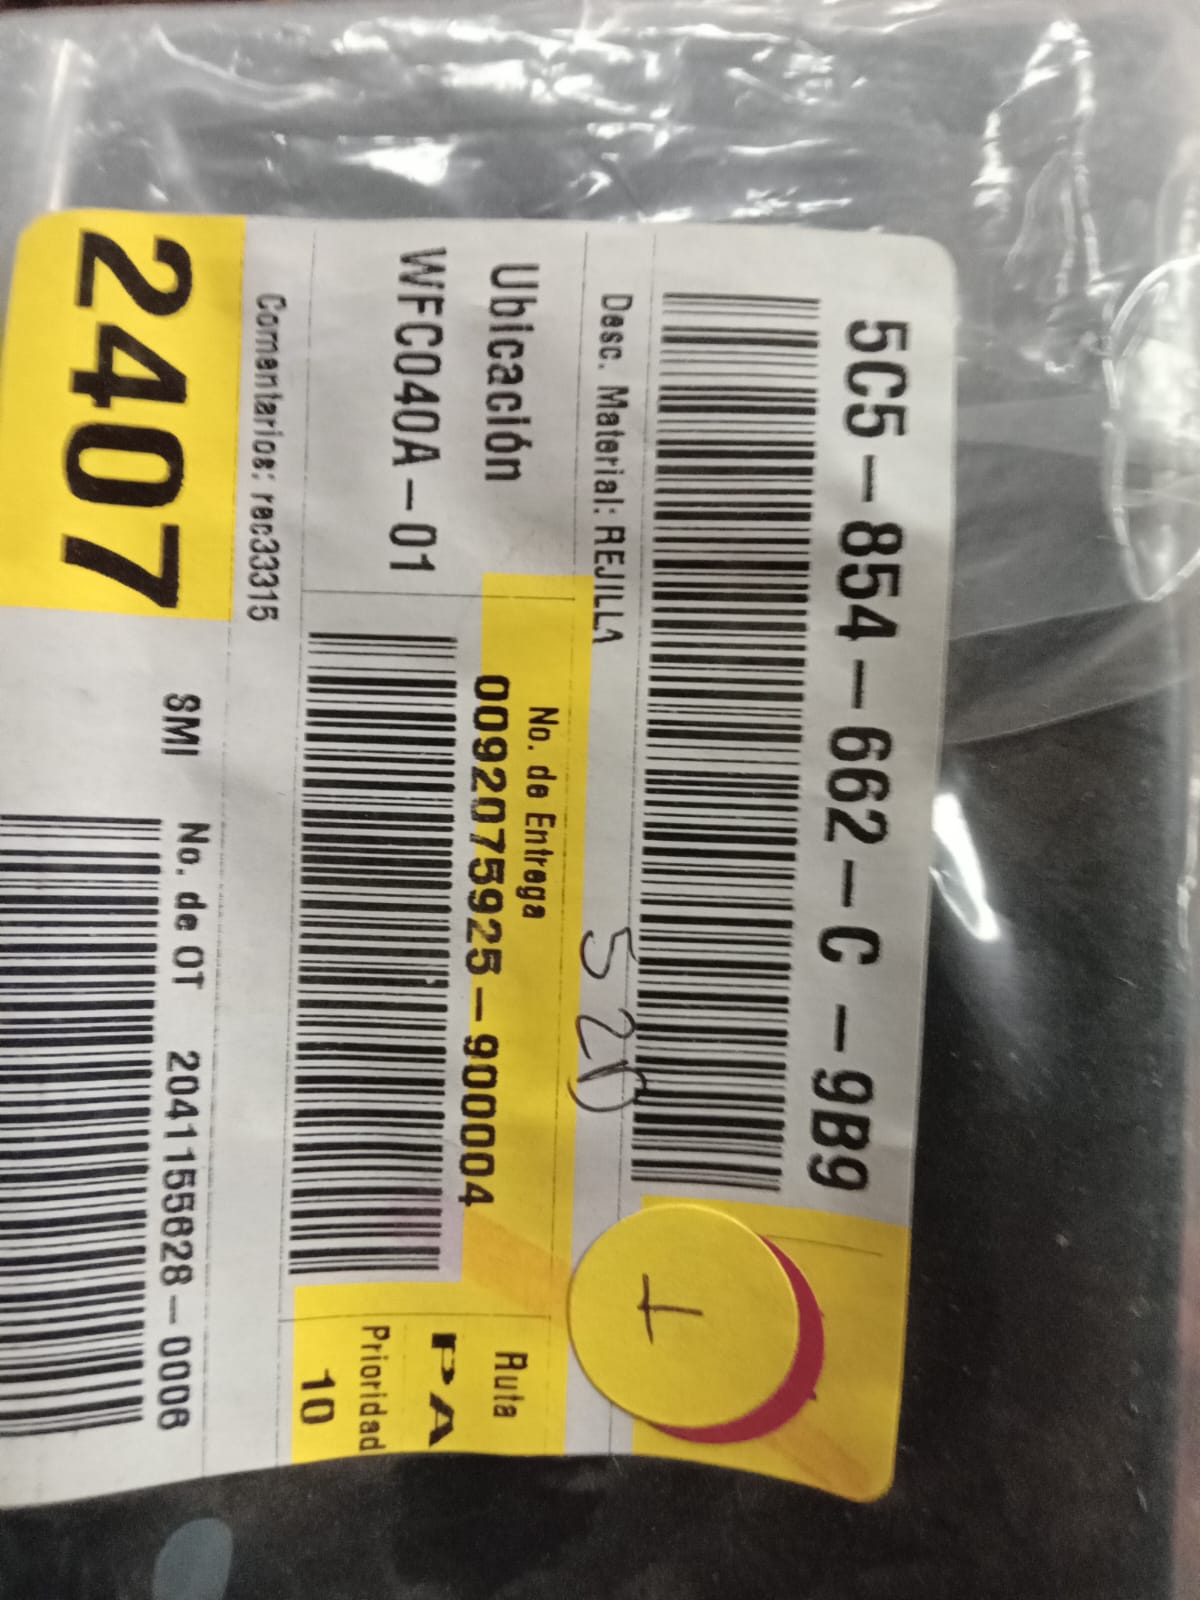 5C5-854-662-C -9B9
Desc. Material: REJILLA
520
Ubicación
WFC040A-01
No. de Entrega
0092075925-900004
Ruta
PA
Prioridad
10
Comentarios: rec33315
2407
SMI No. de OT 2041155628-0006